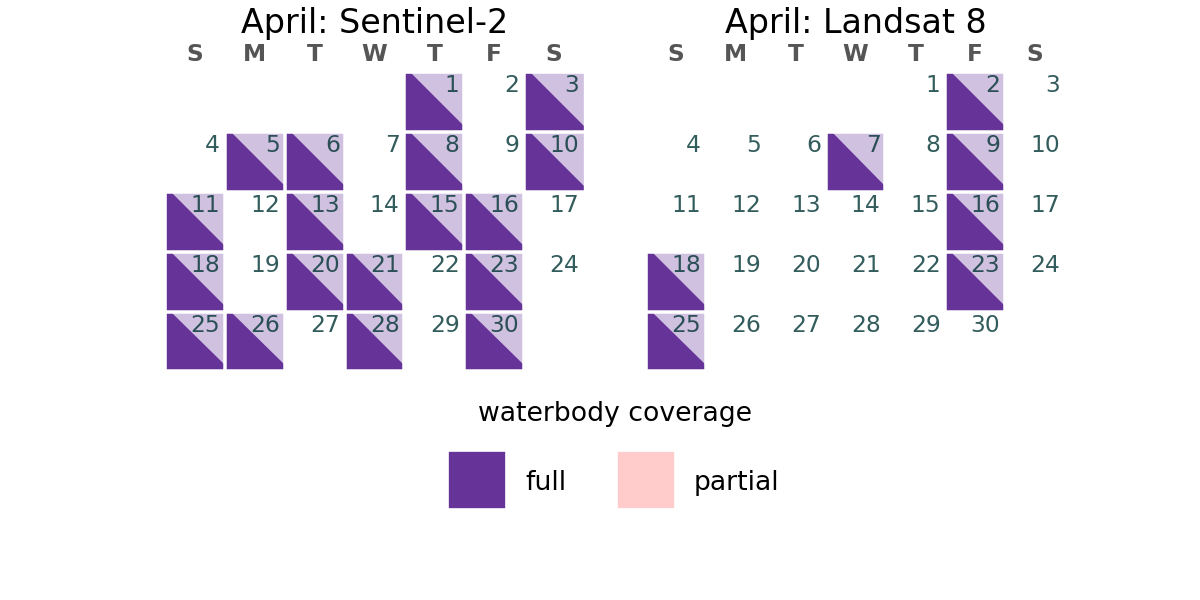 April: Sentinel-2 April: Landsat 8
S M T W T F S S M T W T F S
1 2 3 1 2 3
4 5 6 7 8 9 10 4 5 6 7 8 9 10
11 12 13 14 15 16 17 11 12 13 14 15 16 17
18 19 20 21 22 23 24 18 19 20 21 22 23 24
25 26 27 28 29 30 25 26 27 28 29 30
waterbody coverage
full partial